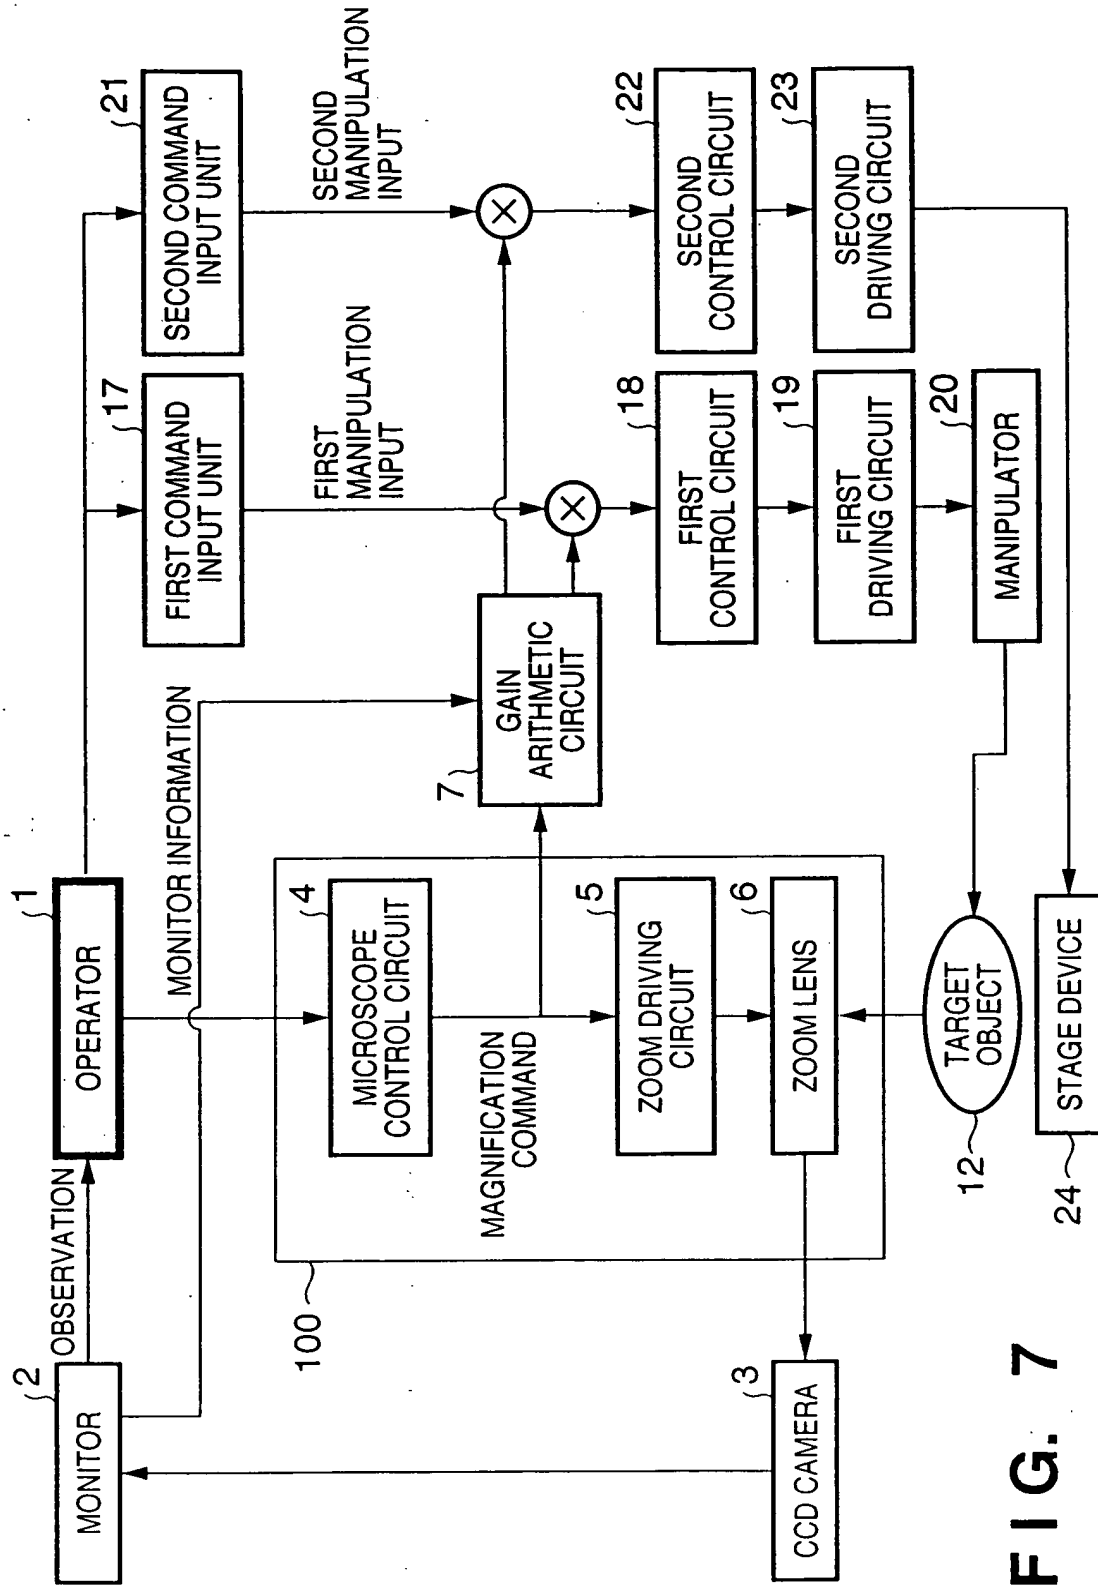 2
MONITOR
OBSERVATION
1
OPERATOR
MONITOR INFORMATION
17
FIRST COMMAND
INPUT UNIT
21
SECOND COMMAND
INPUT UNIT
FIRST
MANIPULATION
INPUT
SECOND
MANIPULATION
INPUT
100
4
MICROSCOPE
CONTROL CIRCUIT
MAGNIFICATION
COMMAND
7
GAIN
ARITHMETIC
CIRCUIT
×
×
5
ZOOM DRIVING
CIRCUIT
18
FIRST
CONTROL CIRCUIT
22
SECOND
CONTROL CIRCUIT
3
CCD CAMERA
6
ZOOM LENS
19
FIRST
DRIVING CIRCUIT
23
SECOND
DRIVING CIRCUIT
12
TARGET
OBJECT
20
MANIPULATOR
24
STAGE DEVICE
FIG. 7